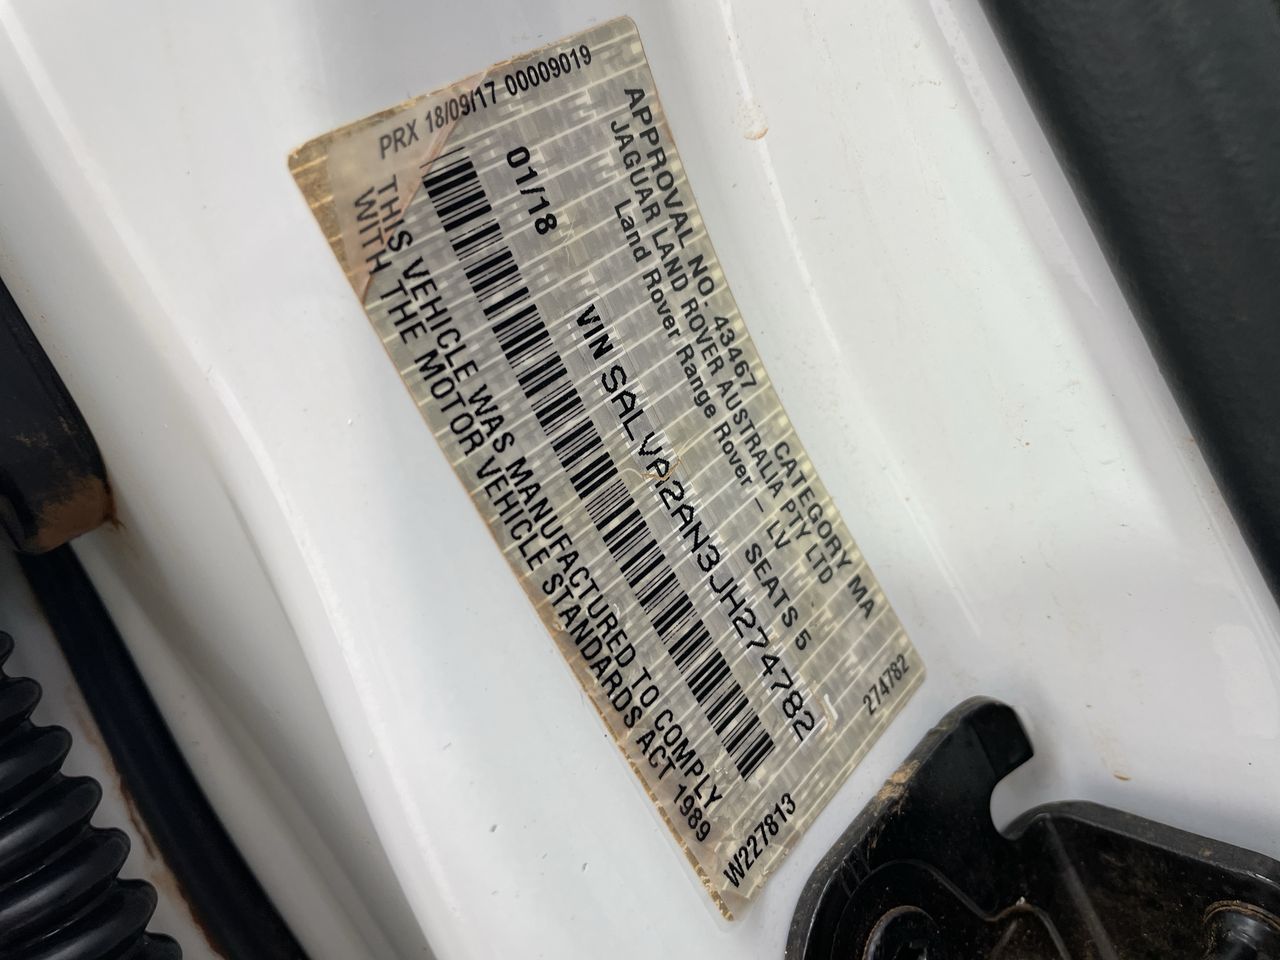 PRX 18/09/17 00009019
APPROVAL NO. 43467 CATEGORY MA
JAGUAR LAND ROVER AUSTRALIA PTY LTD
Land Rover Range Rover - LV SEATS 5
01/18 VIN SALVA2AN3JH274782
THIS VEHICLE WAS MANUFACTURED TO COMPLY
WITH THE MOTOR VEHICLE STANDARDS ACT 1989
274782
W227813